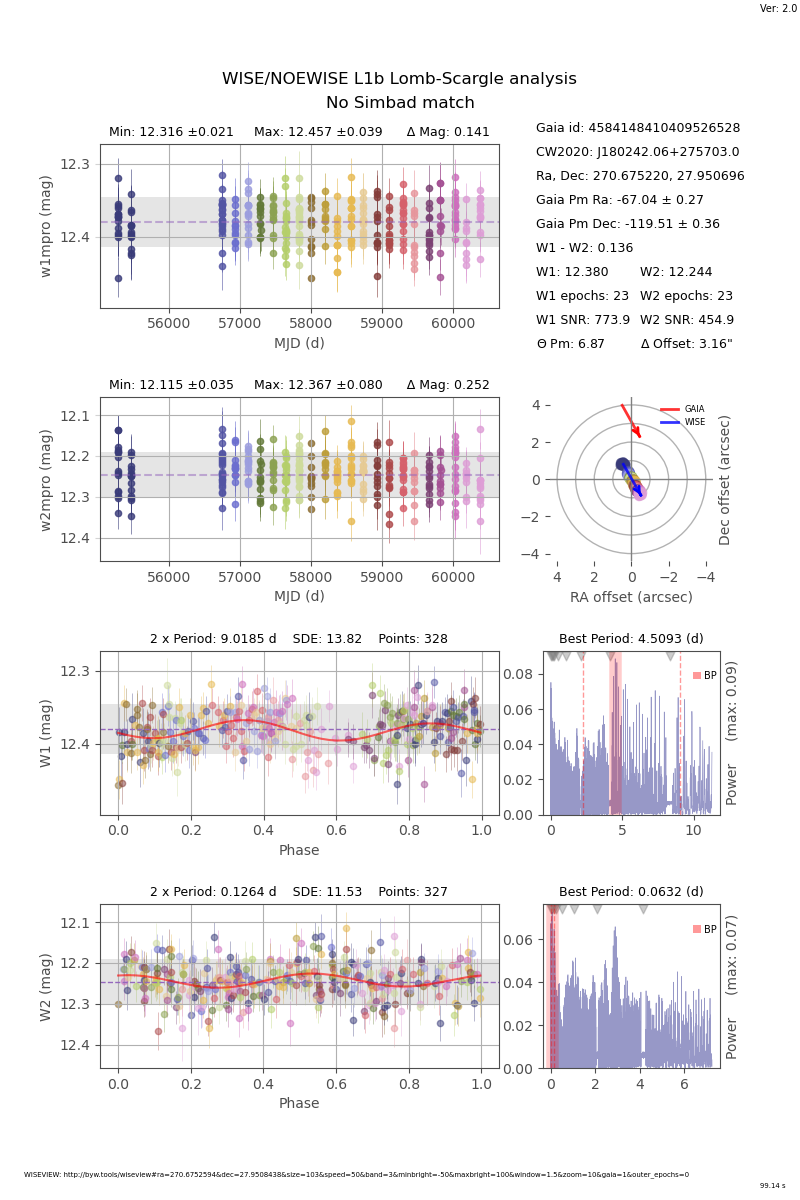 Ver: 2.0
WISE/NOEWISE L1b Lomb-Scargle analysis
No Simbad match
Min: 12.316 ±0.021 Max: 12.457 ±0.039 Δ Mag: 0.141
12.3
12.4
w1mpro (mag)
56000 57000 58000 59000 60000
MJD (d)
Gaia id: 4584148410409526528
CW2020: J180242.06+275703.0
Ra, Dec: 270.675220, 27.950696
Gaia Pm Ra: -67.04 ± 0.27
Gaia Pm Dec: -119.51 ± 0.36
W1 - W2: 0.136
W1: 12.380 W2: 12.244
W1 epochs: 23 W2 epochs: 23
W1 SNR: 773.9 W2 SNR: 454.9
Θ Pm: 6.87 Δ Offset: 3.16"
Min: 12.115 ±0.035 Max: 12.367 ±0.080 Δ Mag: 0.252
12.1
12.2
12.3
12.4
w2mpro (mag)
56000 57000 58000 59000 60000
MJD (d)
GAIA
WISE
4
2
0
−2
−4
4 2 0 −2 −4
RA offset (arcsec)
Dec offset (arcsec)
2 x Period: 9.0185 d SDE: 13.82 Points: 328
12.3
12.4
W1 (mag)
0.0 0.2 0.4 0.6 0.8 1.0
Phase
Best Period: 4.5093 (d)
BP
0.08
0.06
0.04
0.02
0.00
0 5 10
Power (max: 0.09)
2 x Period: 0.1264 d SDE: 11.53 Points: 327
12.1
12.2
12.3
12.4
W2 (mag)
0.0 0.2 0.4 0.6 0.8 1.0
Phase
Best Period: 0.0632 (d)
BP
0.06
0.04
0.02
0.00
0 2 4 6
Power (max: 0.07)
WISEVIEW: http://byw.tools/wiseview#ra=270.6752594&dec=27.9508438&size=103&speed=50&band=3&minbright=-50&maxbright=100&window=1.5&zoom=10&gaia=1&outer_epochs=0
99.14 s